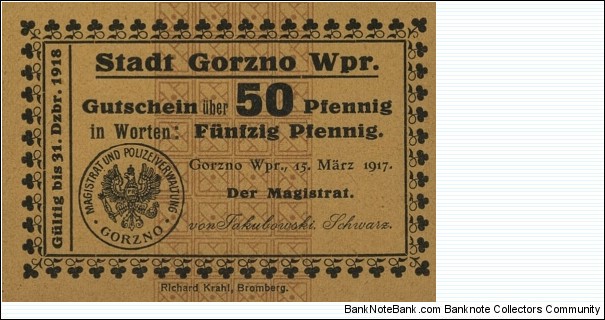 Stadt Gorzno Wpr.
Gutschein über 50 Pfennig
in Worten: Fünfzig Pfennig.
Gorzno Wpr., 15. März 1917.
Der Magistrat.
von Jakubowski. Schwarz.
Gültig bis 31. Dzbr. 1918
MAGISTRAT UND POLIZEIVERWALTUNG
· GORZNO ·
Richard Krahl, Bromberg.
BankNoteBank.com Banknote Collectors Community